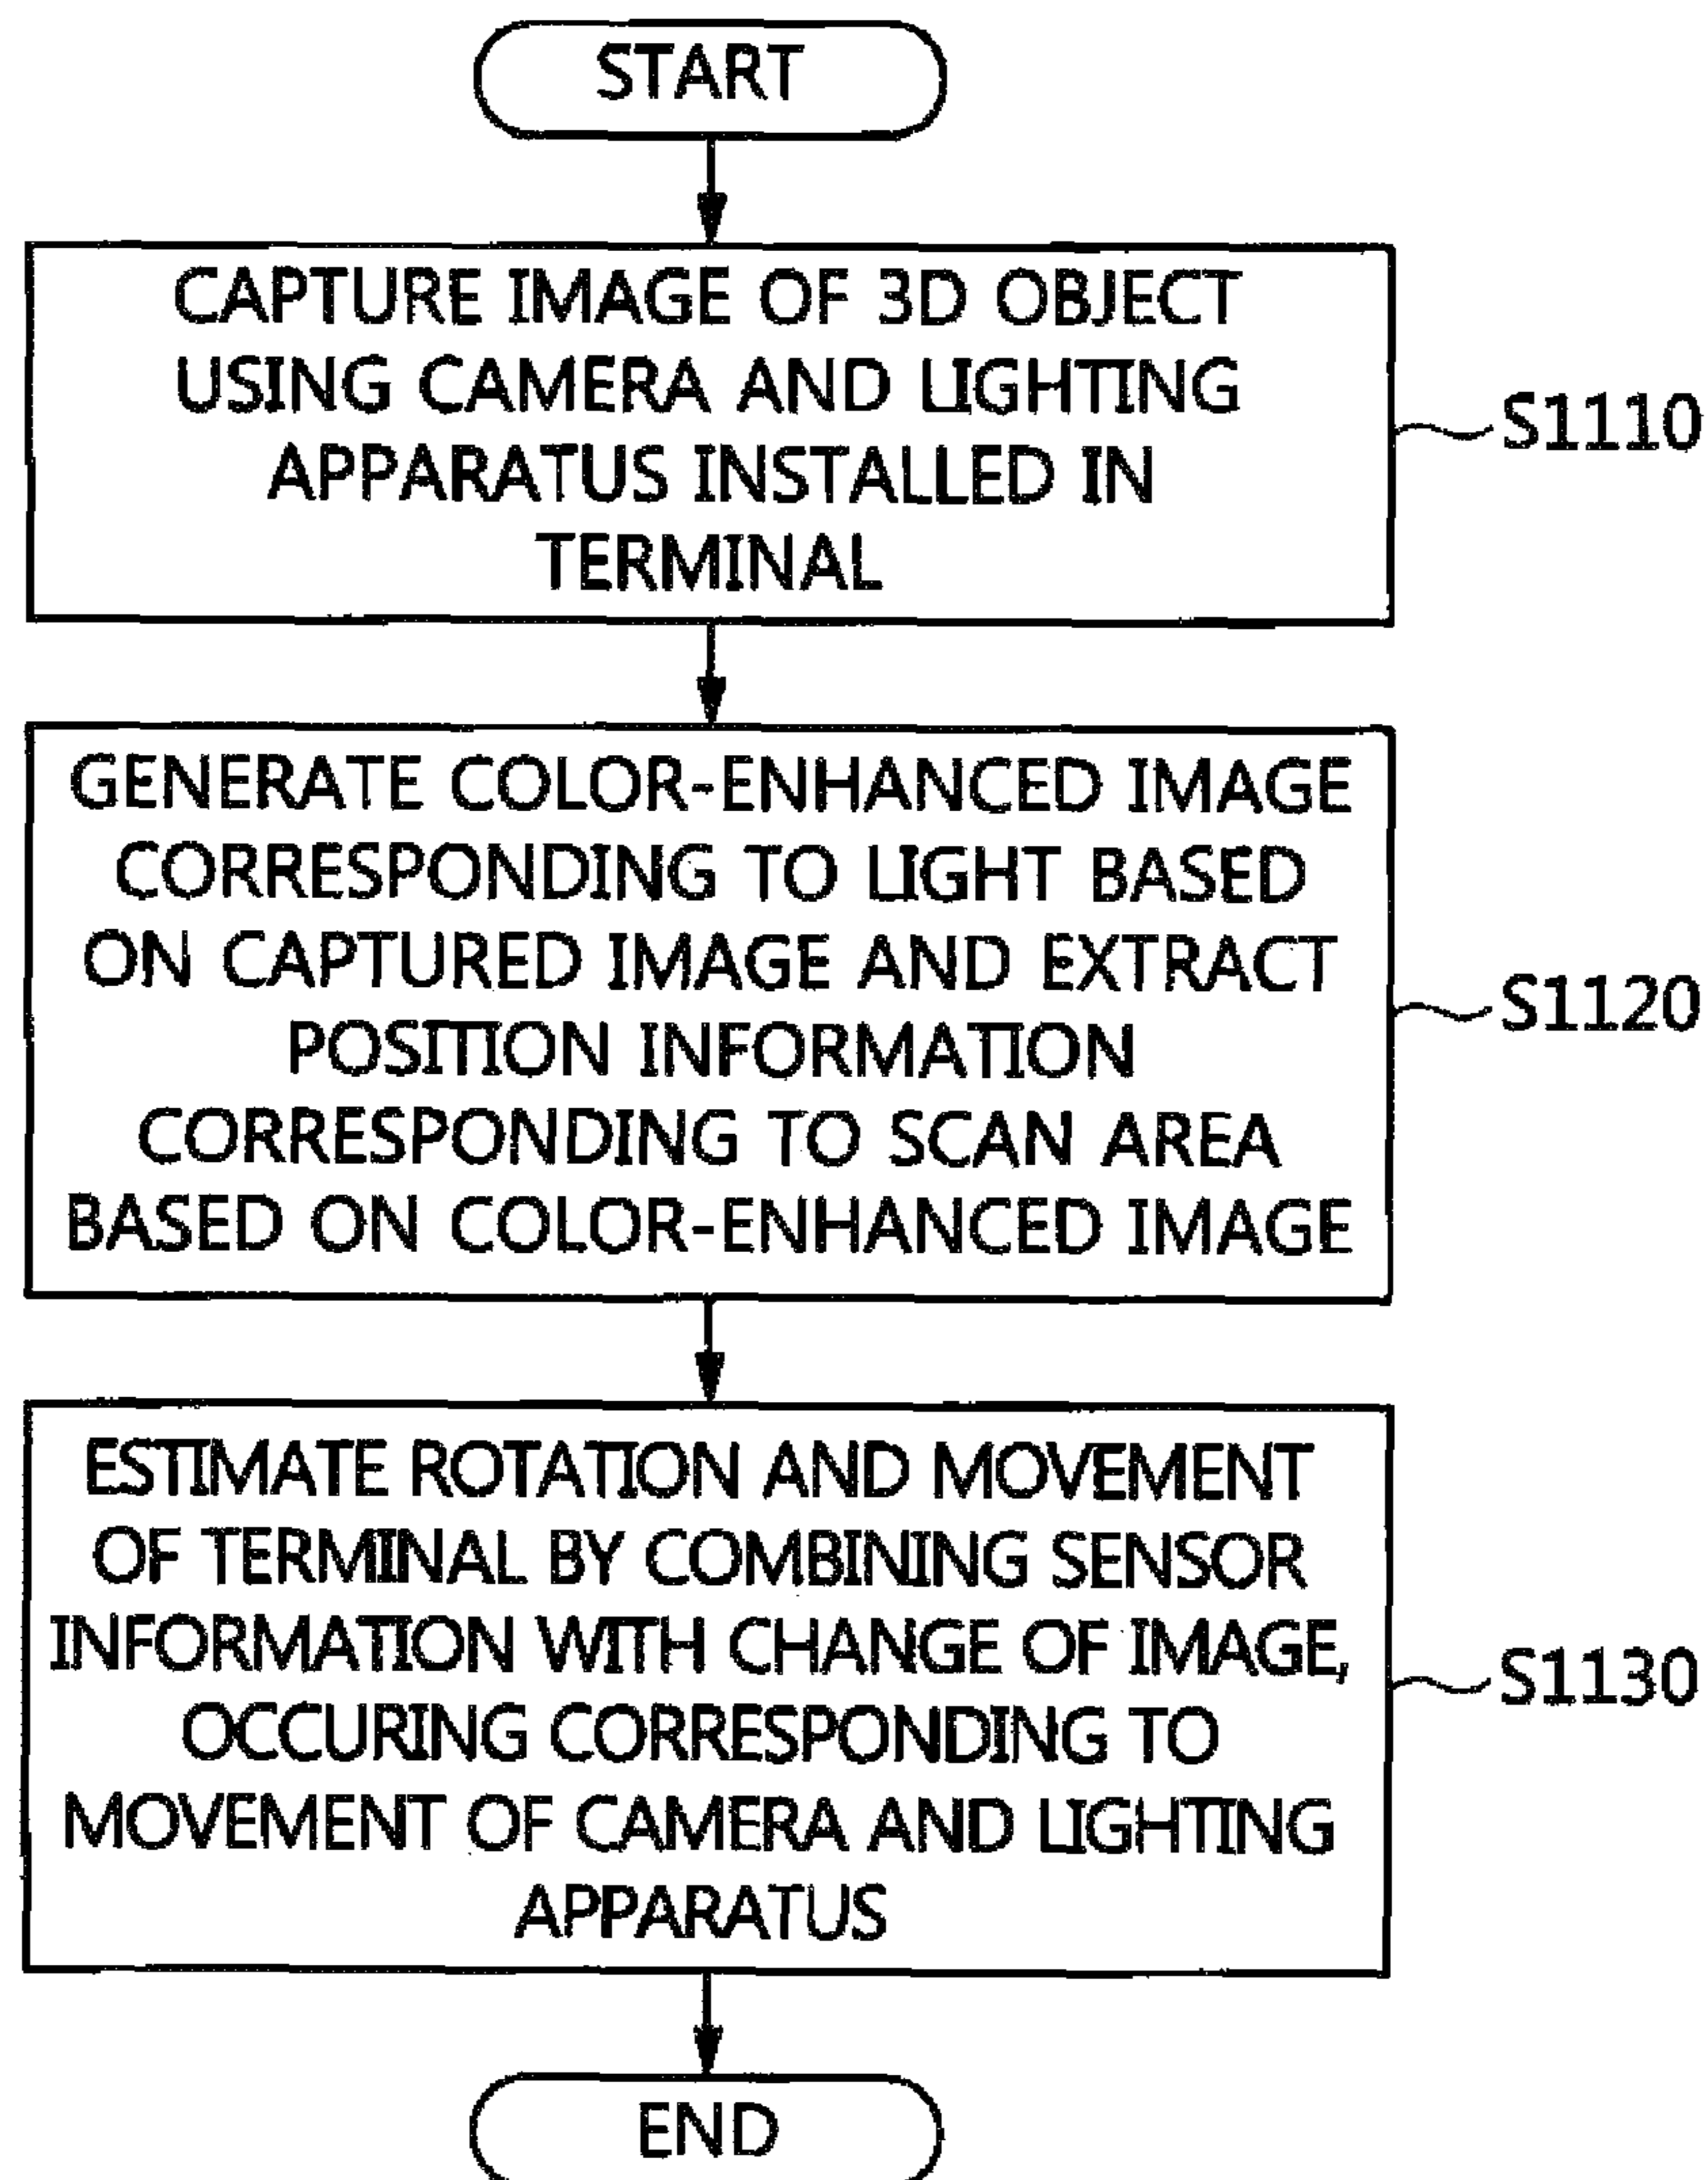 START
CAPTURE IMAGE OF 3D OBJECT
USING CAMERA AND LIGHTING
APPARATUS INSTALLED IN
TERMINAL
S1110
GENERATE COLOR-ENHANCED IMAGE
CORRESPONDING TO LIGHT BASED
ON CAPTURED IMAGE AND EXTRACT
POSITION INFORMATION
CORRESPONDING TO SCAN AREA
BASED ON COLOR-ENHANCED IMAGE
S1120
ESTIMATE ROTATION AND MOVEMENT
OF TERMINAL BY COMBINING SENSOR
INFORMATION WITH CHANGE OF IMAGE,
OCCURING CORRESPONDING TO
MOVEMENT OF CAMERA AND LIGHTING
APPARATUS
S1130
END